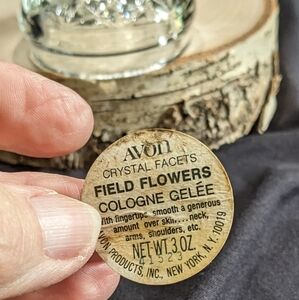 AVON
CRYSTAL FACETS
FIELD FLOWERS
COLOGNE GELÉE
With fingertips, smooth a generous
amount over skin...neck,
arms, shoulders, etc.
NET WT. 3 OZ
PRODUCTS, INC., NEW YORK, N.Y. 10019